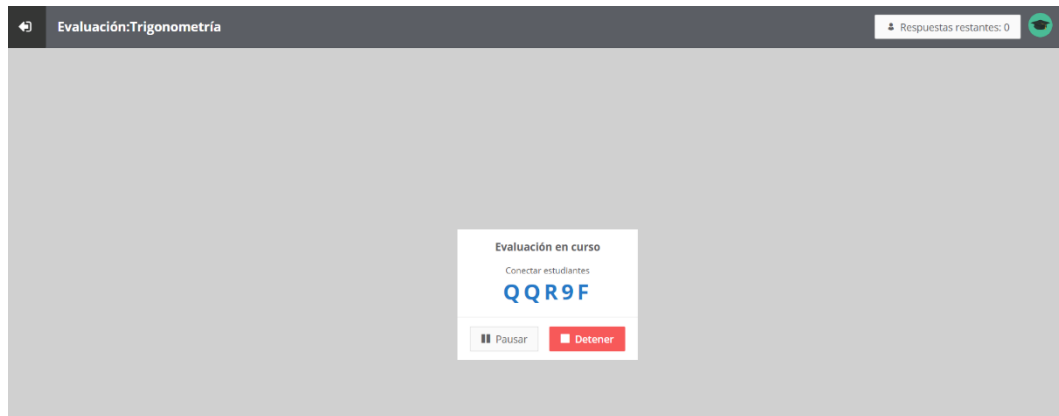 Evaluación:Trigonometría
Respuestas restantes: 0
Evaluación en curso
Conectar estudiantes
QQR9F
Pausar
Detener